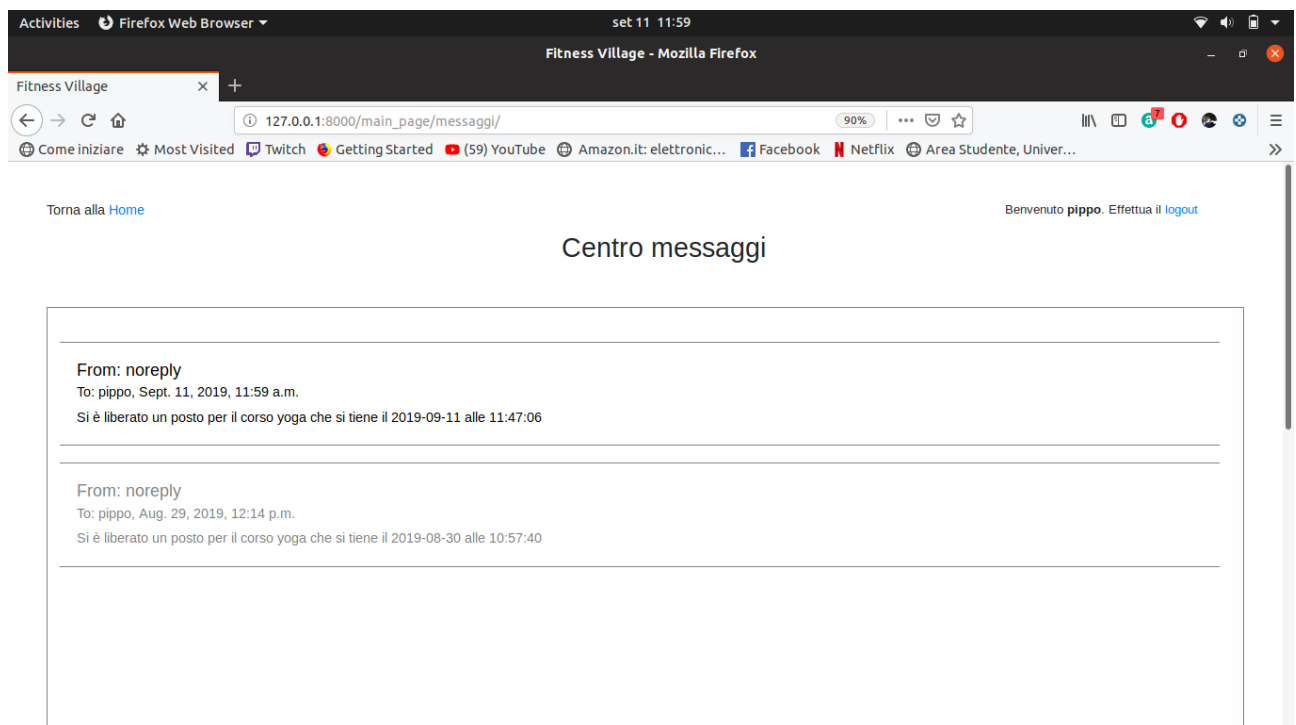 Activities Firefox Web Browser set 11 11:59
Fitness Village - Mozilla Firefox
Fitness Village
127.0.0.1:8000/main_page/messaggi/ 90% 7
Come iniziare Most Visited Twitch Getting Started (59) YouTube Amazon.it: elettronic... Facebook Netflix Area Studente, Univer...
Torna alla Home Benvenuto pippo. Effettua il logout
Centro messaggi
From: noreply
To: pippo, Sept. 11, 2019, 11:59 a.m.
Si è liberato un posto per il corso yoga che si tiene il 2019-09-11 alle 11:47:06
From: noreply
To: pippo, Aug. 29, 2019, 12:14 p.m.
Si è liberato un posto per il corso yoga che si tiene il 2019-08-30 alle 10:57:40